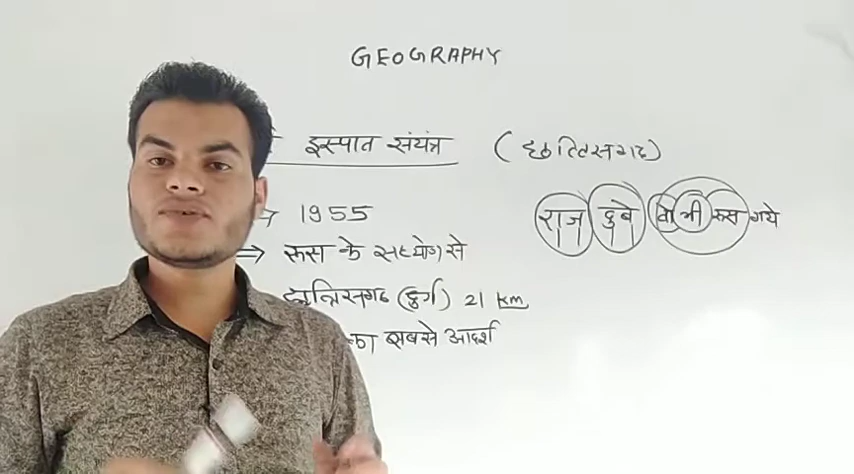 GEOGRAPHY
इस्पात संयंत्र (छत्तिसगढ)
→ 1955
राज दुबे वो भी रूस गये
⇒ रूस के सहयोग से
छत्तिसगढ (दुर्ग) 21 km
का सबसे आदर्श